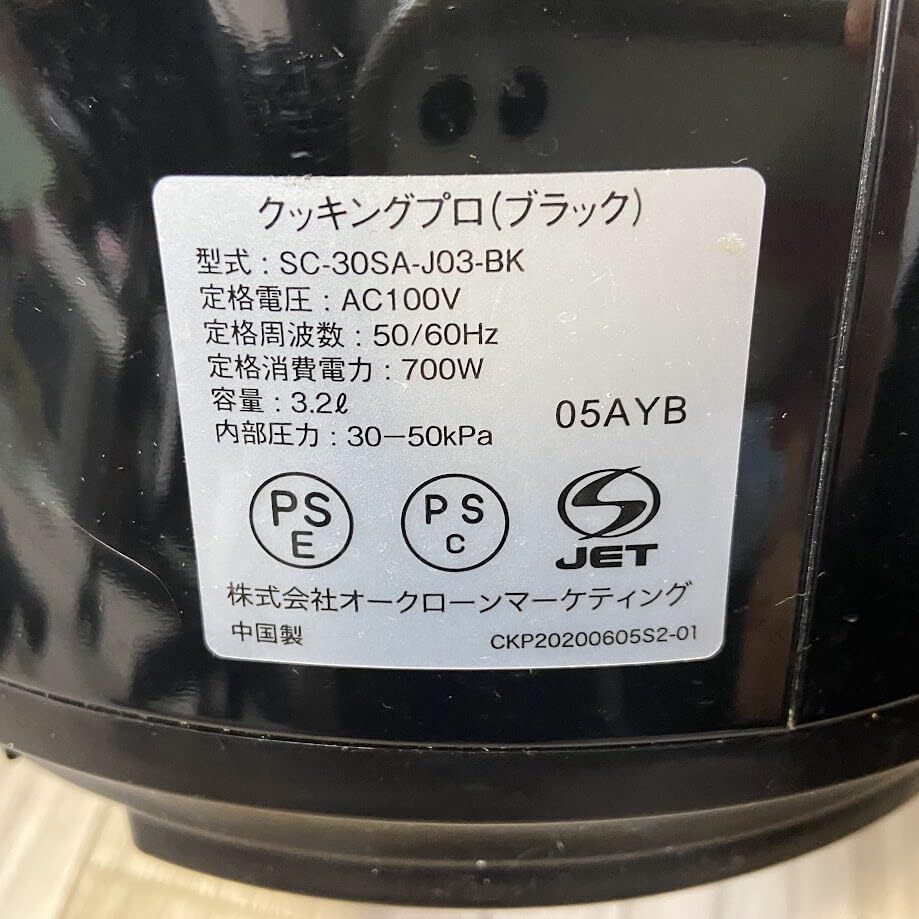 クッキングプロ(ブラック)
型式 : SC-30SA-J03-BK
定格電圧 : AC100V
定格周波数 : 50/60Hz
定格消費電力 : 700W
容量 : 3.2ℓ
内部圧力 : 30−50kPa
05AYB
PS
E
PS
C
JET
株式会社オークローンマーケティング
中国製
CKP20200605S2-01